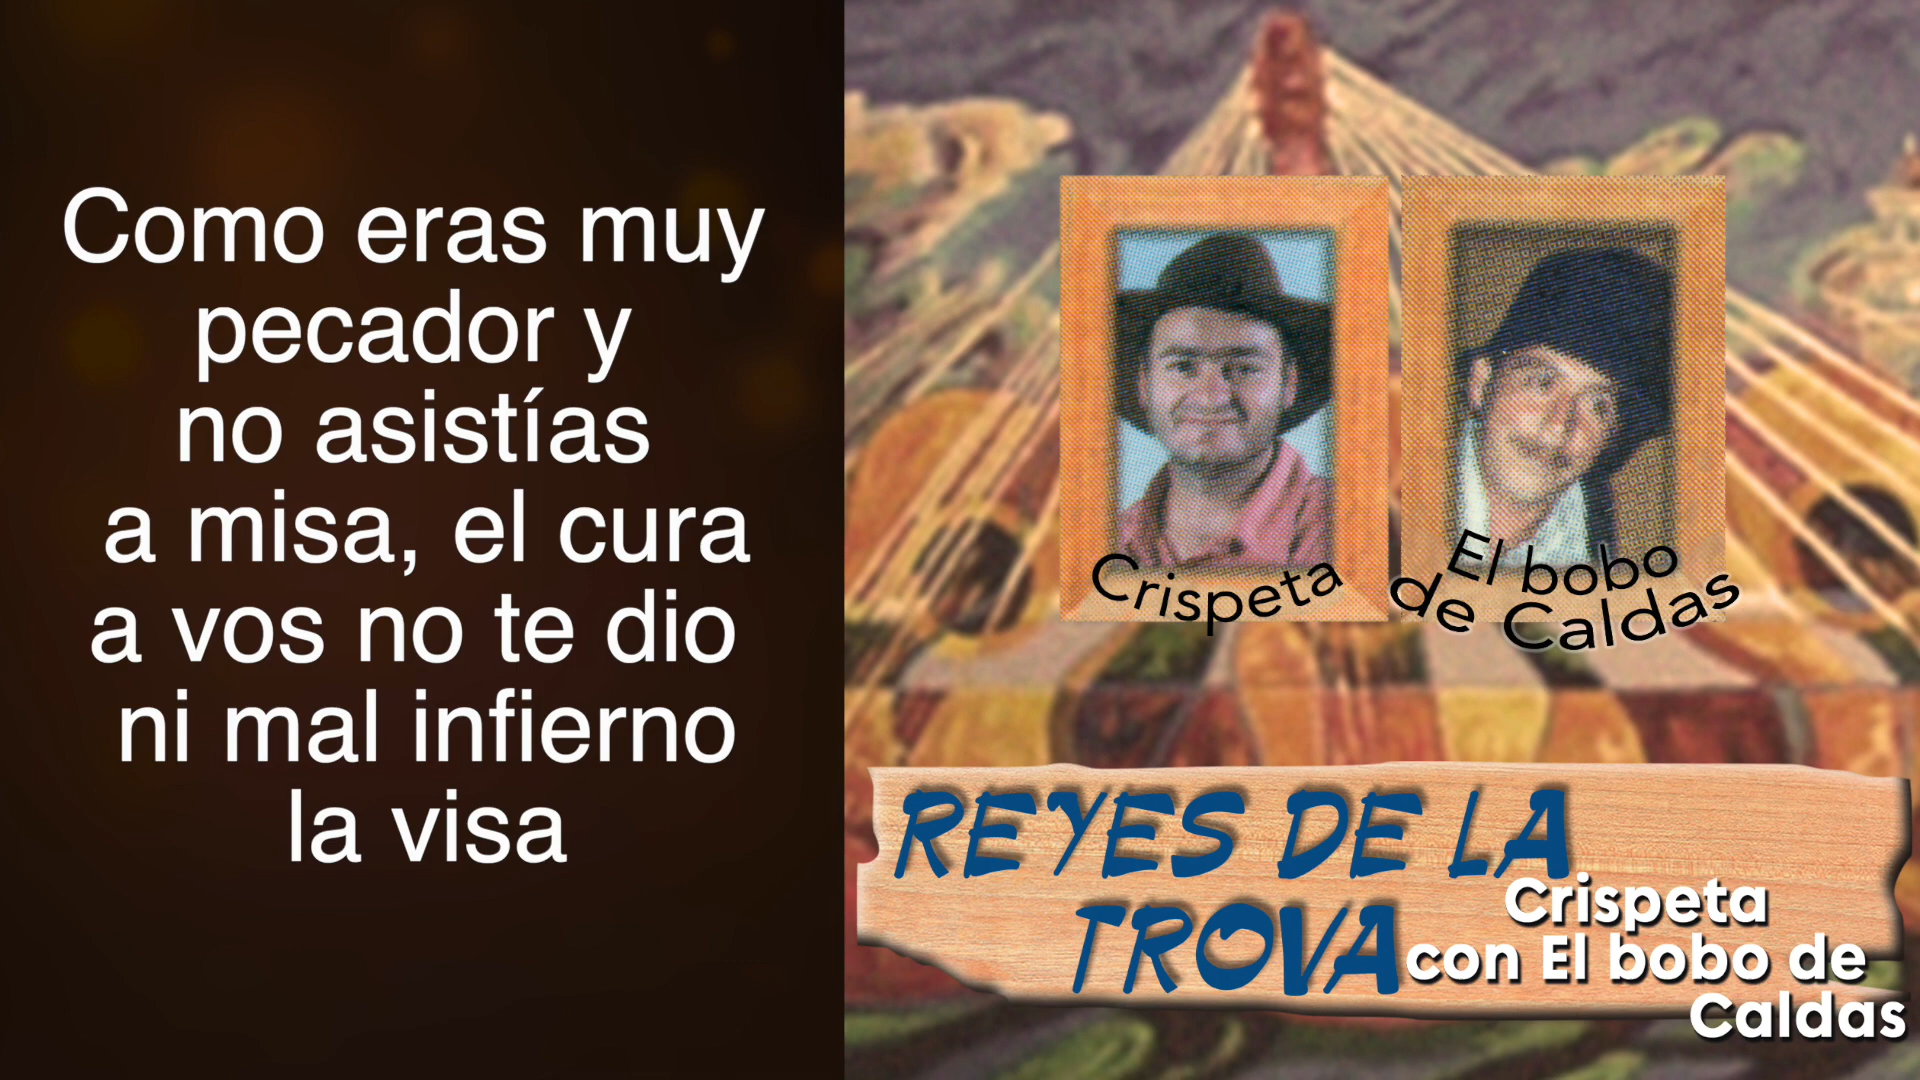 Como eras muy
pecador y
no asistías
a misa, el cura
a vos no te dio
ni mal infierno
la visa
Crispeta
El bobo
de Caldas
REYES DE LA
TROVA
Crispeta
con El bobo de
Caldas